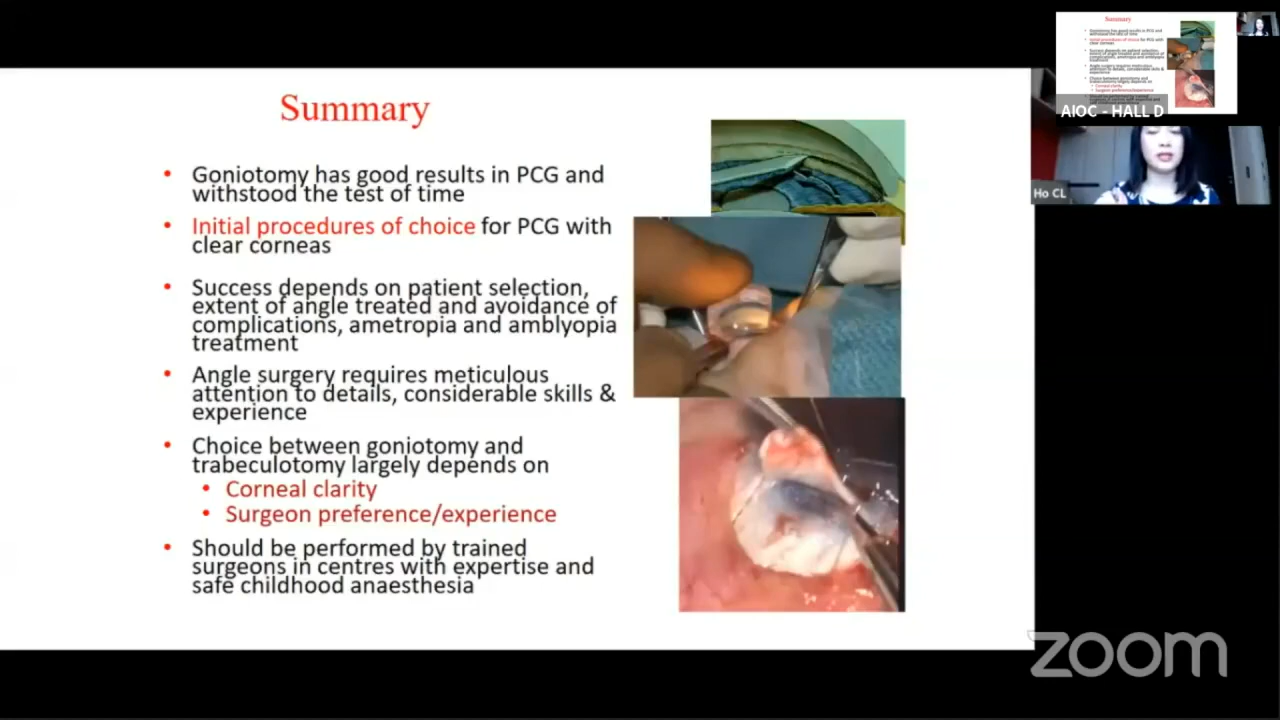 Summary
Goniotomy has good results in PCG and
withstood the test of time
Initial procedures of choice for PCG with
clear corneas
Success depends on patient selection,
extent of angle treated and avoidance of
complications, ametropia and amblyopia
treatment
Angle surgery requires meticulous
attention to details, considerable skills &
experience
Choice between goniotomy and
trabeculotomy largely depends on
Corneal clarity
Surgeon preference/experience
Should be performed by trained
surgeons in centres with expertise and
safe childhood anaesthesia
Summary
AIOC - HALL D
Ho CL
zoom